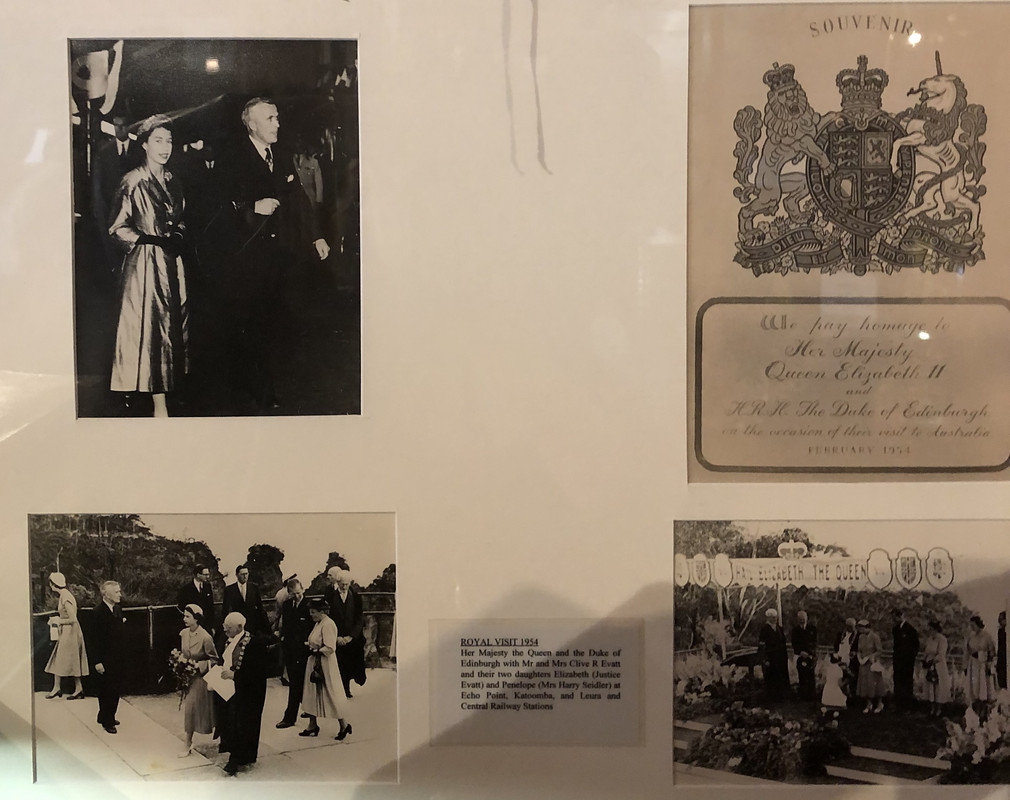 SOUVENIR
DIEU ET MON
We pay homage to
Her Majesty
Queen Elizabeth II
and
H.R.H. The Duke of Edinburgh
on the occasion of their visit to Australia
FEBRUARY 1954
ELIZABETH THE QUEEN
ROYAL VISIT 1954
Her Majesty the Queen and the Duke of
Edinburgh with Mr and Mrs Clive R Evatt
and their two daughters Elizabeth (Justice
Evatt) and Penelope (Mrs Harry Seidler) at
Echo Point, Katoomba, and Leura and
Central Railway Stations